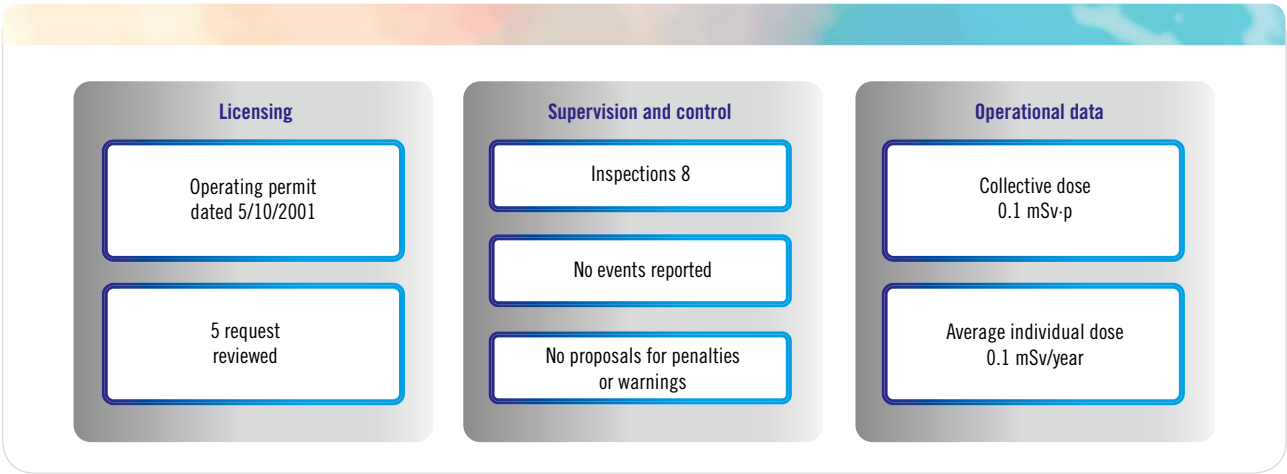 Licensing
Operating permit
dated 5/10/2001
5 request
reviewed
Supervision and control
Inspections 8
No events reported
No proposals for penalties
or warnings
Operational data
Collective dose
0.1 mSv·p
Average individual dose
0.1 mSv/year